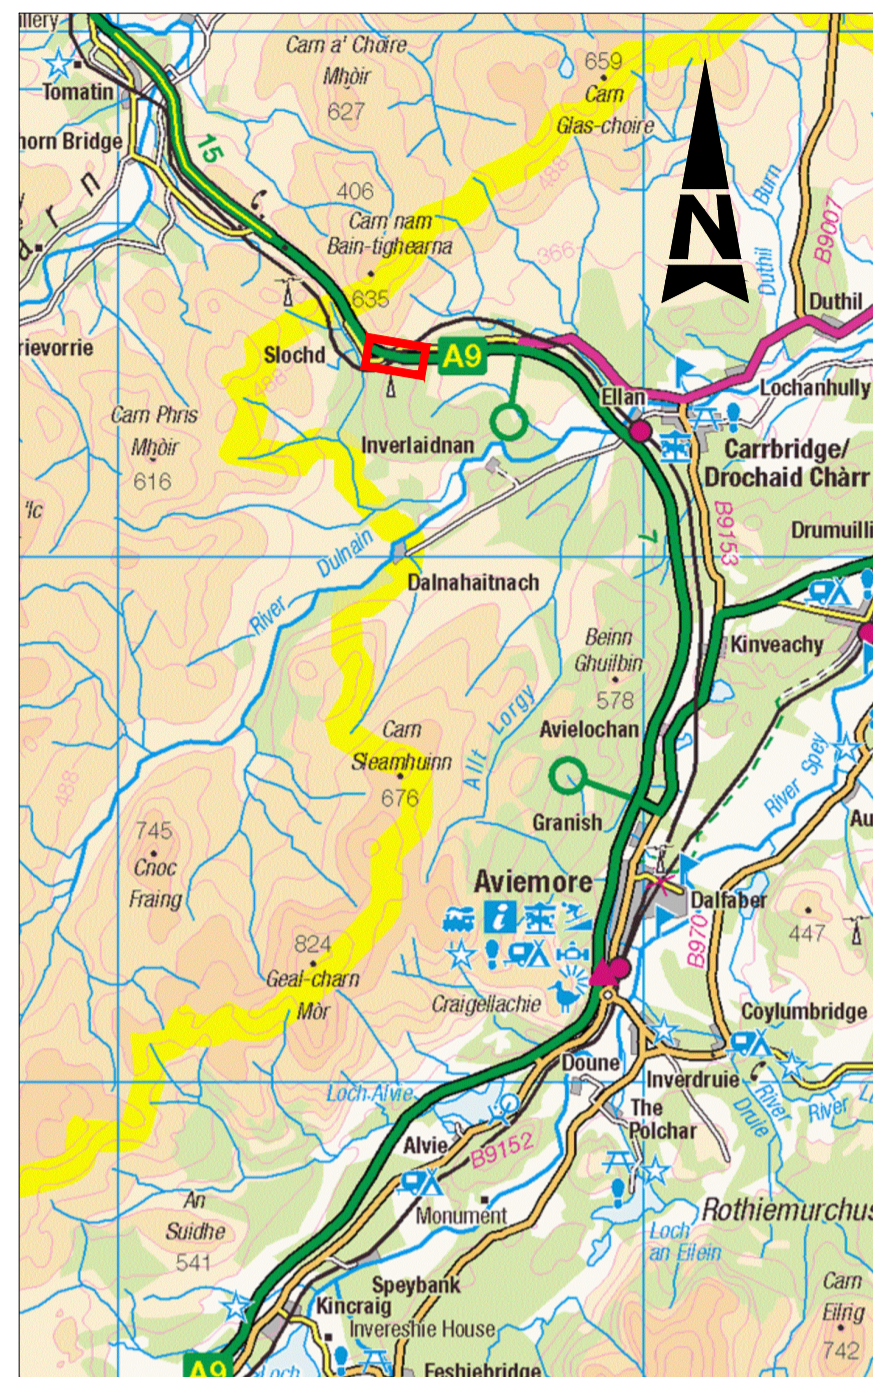 Tomatin
15
Carn a' Choire
Mhòir
627
659
Carn
Glas-choire
488
406
Carn nam
Bain-tighearna
635
366
N
Duthil Burn
B9007
Duthil
Slochd
488
A9
Ellan
Lochanhully
Carn Phris
Mhòir
616
Inverlaidnan
Carrbridge/
Drochaid Chàrr
7
B9153
River Dulnain
Dalnahaitnach
Beinn
Ghuilbin
578
Kinveachy
Allt Lorgy
Avielochan
Carn
Sleamhuinn
676
488
River Spey
Granish
745
Cnoc
Fraing
Aviemore
i
Dalfaber
B970
447
824
Geal-charn
Mòr
Craigellachie
Coylumbridge
Doune
Inverdruie
Loch Alvie
The
Polchar
River
Druie
River
Alvie
B9152
Monument
An
Suidhe
541
Rothiemurchus
Loch
an Eilein
Speybank
Kincraig
Invereshie House
Carn
Eilrig
742
A9
Loch
Feshiebridge